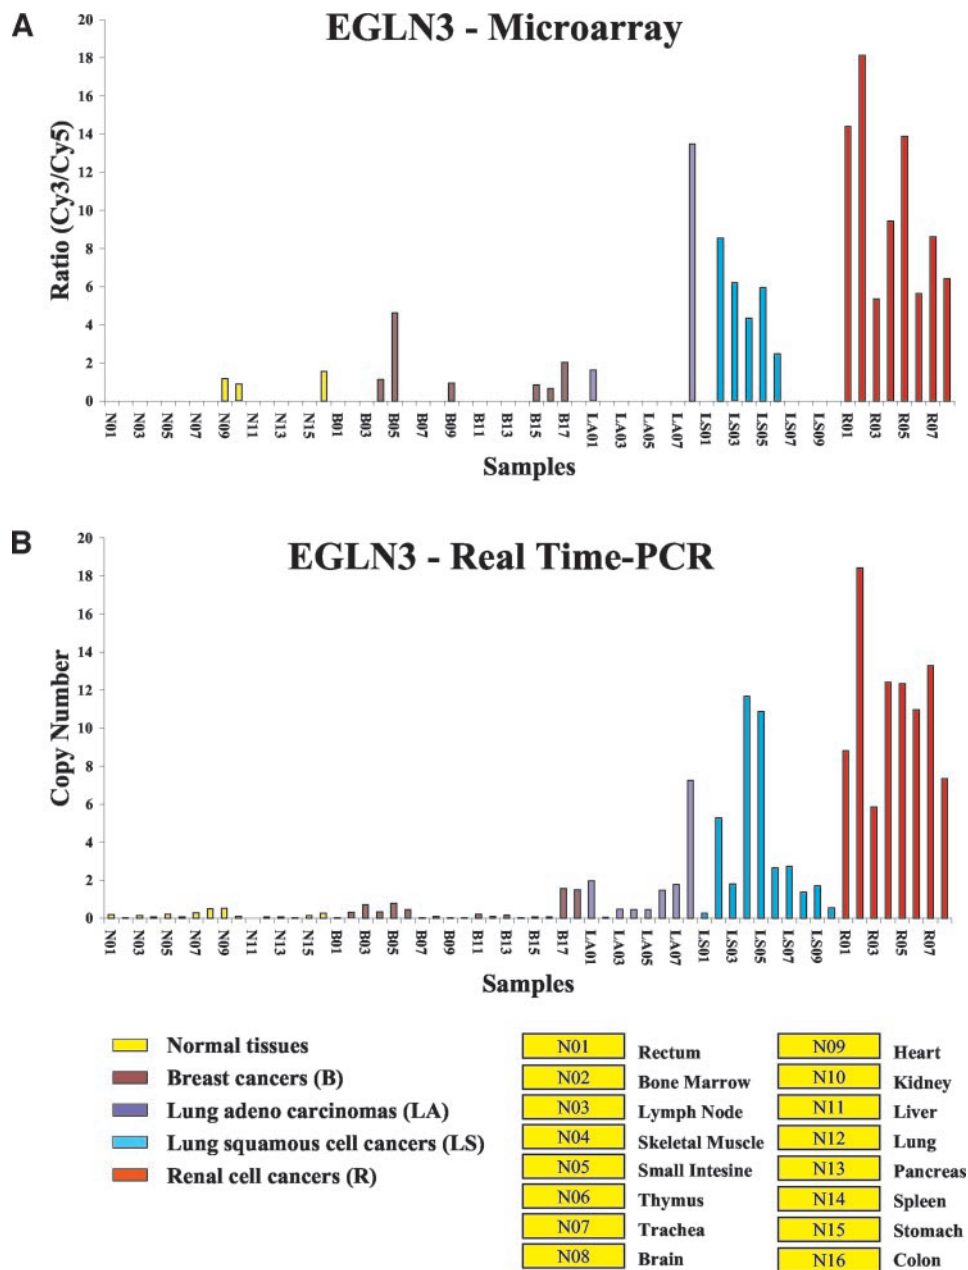 A
EGLN3 - Microarray
20
18
16
14
12
10
8
6
4
2
0
Ratio (Cy3/Cy5)
N01 N03 N05 N07 N09 N11 N13 N15 B01 B03 B05 B07 B09 B11 B13 B15 B17 LA01 LA03 LA05 LA07 LS01 LS03 LS05 LS07 LS09 R01 R03 R05 R07
Samples
B
EGLN3 - Real Time-PCR
20
18
16
14
12
10
8
6
4
2
0
Copy Number
N01 N03 N05 N07 N09 N11 N13 N15 B01 B03 B05 B07 B09 B11 B13 B15 B17 LA01 LA03 LA05 LA07 LS01 LS03 LS05 LS07 LS09 R01 R03 R05 R07
Samples
Normal tissues
Breast cancers (B)
Lung adeno carcinomas (LA)
Lung squamous cell cancers (LS)
Renal cell cancers (R)
N01 Rectum
N02 Bone Marrow
N03 Lymph Node
N04 Skeletal Muscle
N05 Small Intesine
N06 Thymus
N07 Trachea
N08 Brain
N09 Heart
N10 Kidney
N11 Liver
N12 Lung
N13 Pancreas
N14 Spleen
N15 Stomach
N16 Colon